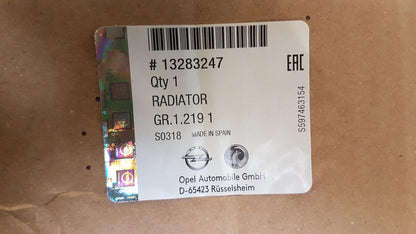 # 13283247
EAC
Qty 1
RADIATOR
GR.1.219 1
S0318 MADE IN SPAIN
S597463154
Opel Automobile GmbH
D-65423 Rüsselsheim